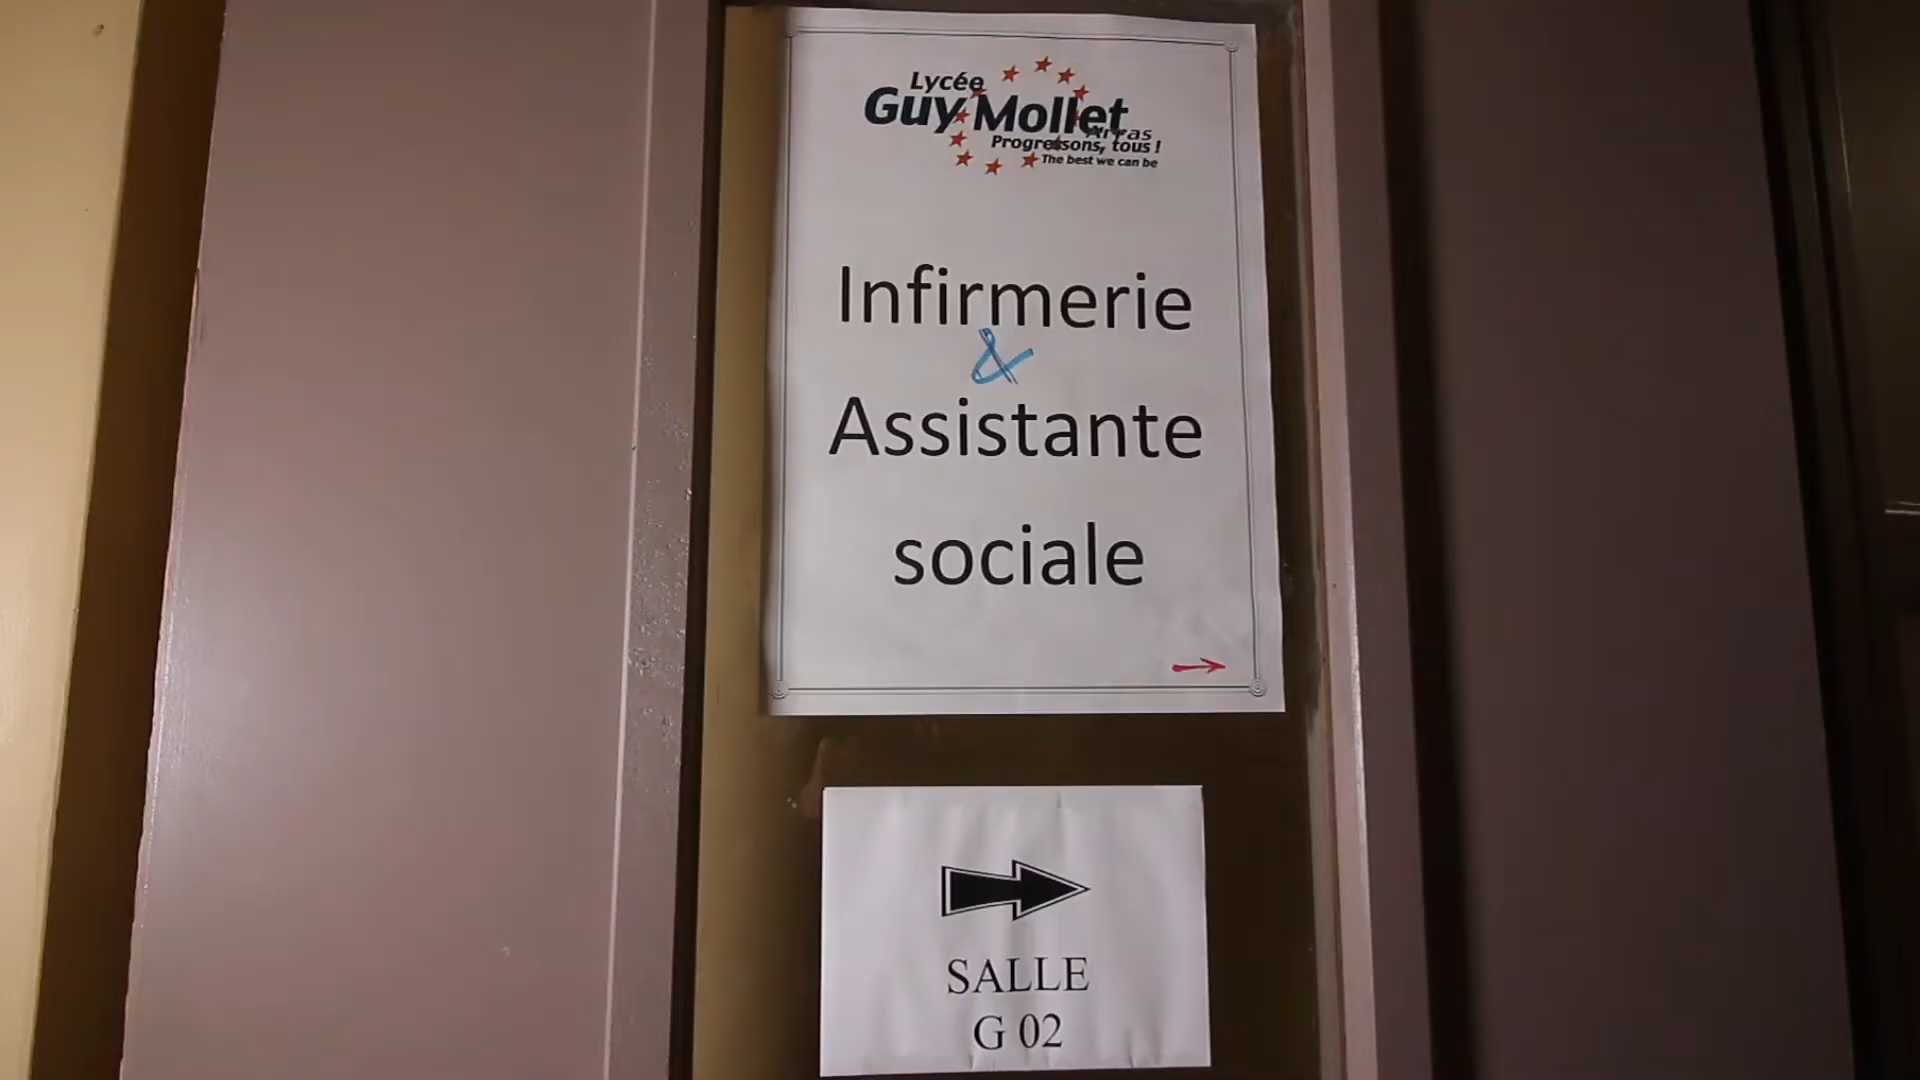 Lycée
Guy Mollet
Arras
Progressons, tous !
The best we can be
Infirmerie
&
Assistante
sociale
SALLE
G 02